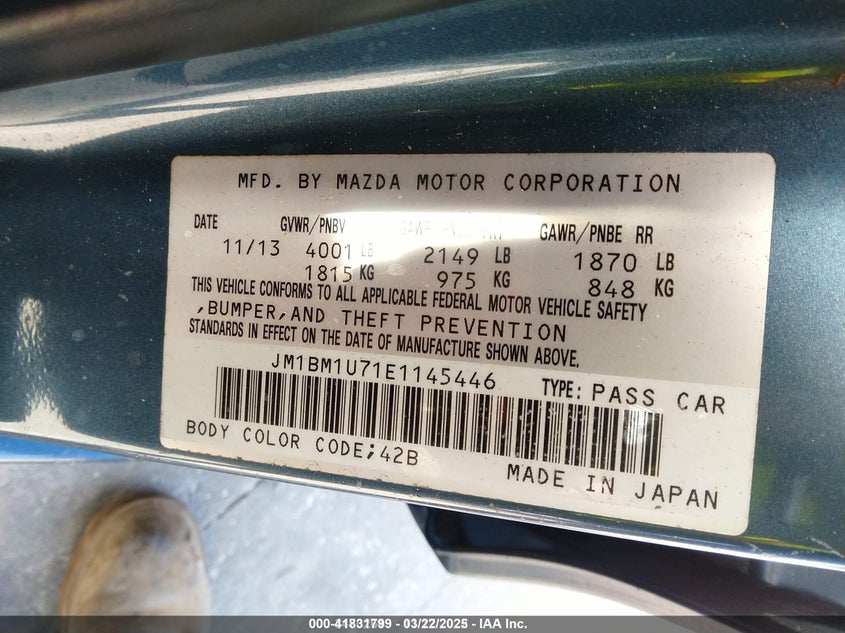 MFD. BY MAZDA MOTOR CORPORATION
DATE GVWR/PNBV GAWR/PNBE FRT GAWR/PNBE RR
11/13 4001 LB 2149 LB 1870 LB
1815 KG 975 KG 848 KG
THIS VEHICLE CONFORMS TO ALL APPLICABLE FEDERAL MOTOR VEHICLE SAFETY
,BUMPER,AND THEFT PREVENTION
STANDARDS IN EFFECT ON THE DATE OF MANUFACTURE SHOWN ABOVE.
JM1BM1U71E1145446 TYPE: PASS CAR
BODY COLOR CODE;42B
MADE IN JAPAN
000-41831799 — 03/22/2025 — IAA Inc.